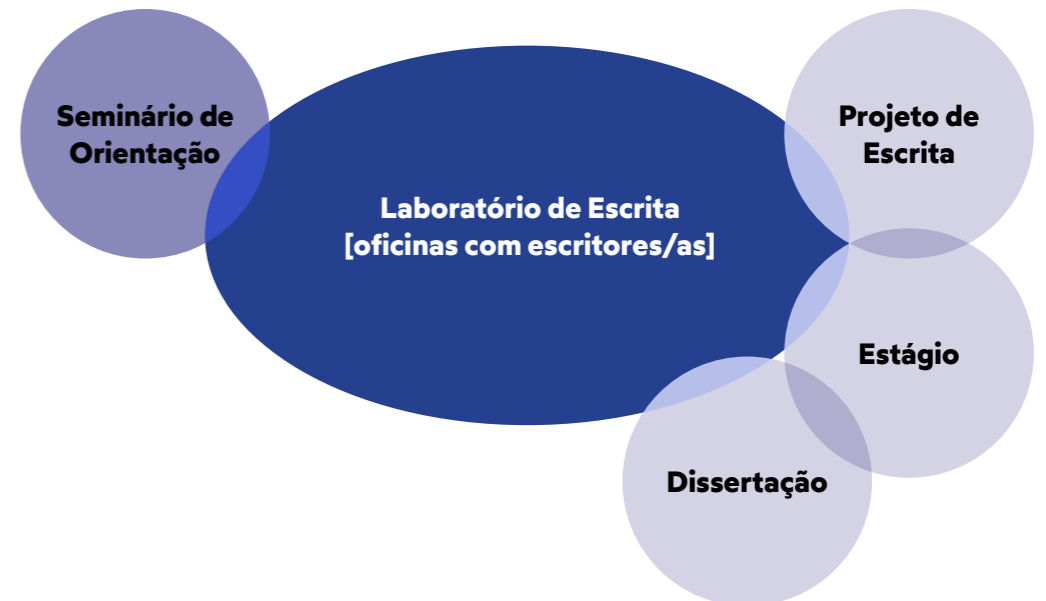 Seminário de
Orientação
Laboratório de Escrita
[oficinas com escritores/as]
Projeto de
Escrita
Estágio
Dissertação